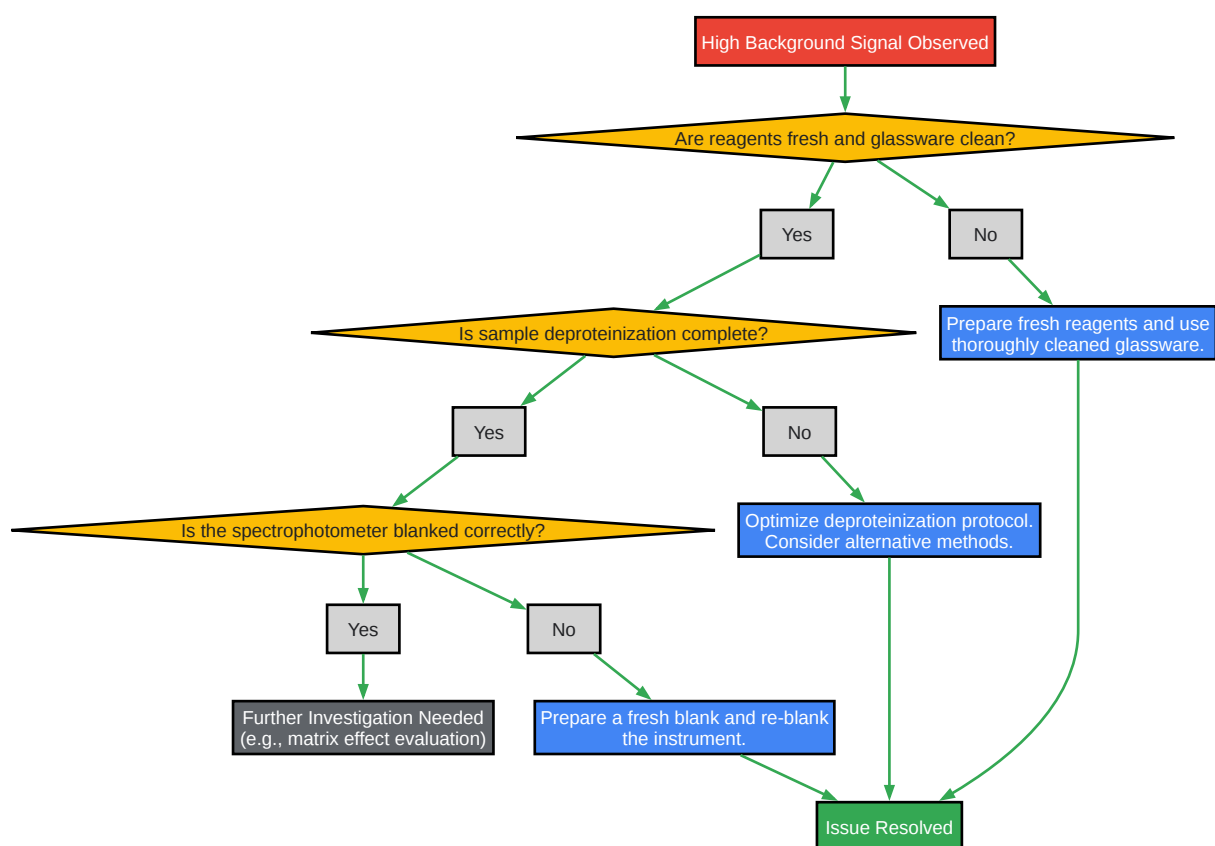 High Background Signal Observed
Are reagents fresh and glassware clean?
Yes
No
Prepare fresh reagents and use
thoroughly cleaned glassware.
Is sample deproteinization complete?
Yes
No
Optimize deproteinization protocol.
Consider alternative methods.
Is the spectrophotometer blanked correctly?
Yes
No
Further Investigation Needed
(e.g., matrix effect evaluation)
Prepare a fresh blank and re-blank
the instrument.
Issue Resolved